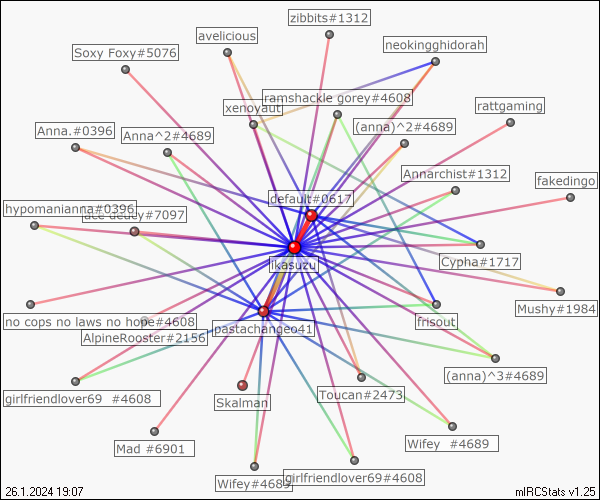 zibbits#1312
avelicious
neokingghidorah
Soxy Foxy#5076
ramshackle gorey#4608
xenoyaut
rattgaming
Anna.#0396
Anna^2#4689
(anna)^2#4689
Annarchist#1312
fakedingo
default#0617
hypomanianna#0396
ace deucy#7097
ikasuzu
Cypha#1717
Mushy#1984
no cops no laws no hope#4608
pastachange041
frisout
AlpineRooster#2156
(anna)^3#4689
girlfriendlover69 #4608
Skalman
Toucan#2473
Mad #6901
Wifey #4689
Wifey#4689
girlfriendlover69#4608
26.1.2024 19:07
mIRCStats v1.25